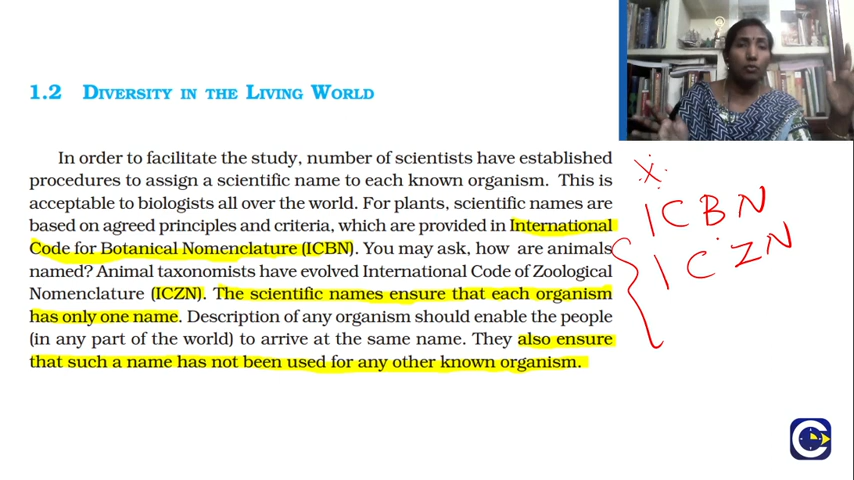 1.2 Diversity in the Living World
In order to facilitate the study, number of scientists have established
procedures to assign a scientific name to each known organism. This is
acceptable to biologists all over the world. For plants, scientific names are
based on agreed principles and criteria, which are provided in International
Code for Botanical Nomenclature (ICBN). You may ask, how are animals
named? Animal taxonomists have evolved International Code of Zoological
Nomenclature (ICZN). The scientific names ensure that each organism
has only one name. Description of any organism should enable the people
(in any part of the world) to arrive at the same name. They also ensure
that such a name has not been used for any other known organism.
ICBN
ICZN